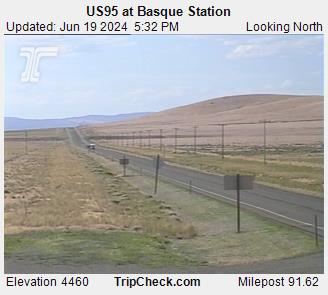 US95 at Basque Station
Updated: Jun 19 2024 5:32 PM Looking North
Elevation 4460 TripCheck.com Milepost 91.62